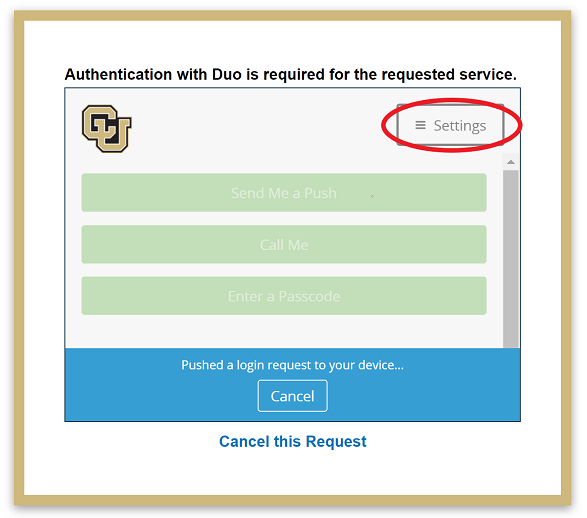 Authentication with Duo is required for the requested service.
CU
≡ Settings
Send Me a Push
Call Me
Enter a Passcode
Pushed a login request to your device...
Cancel
Cancel this Request